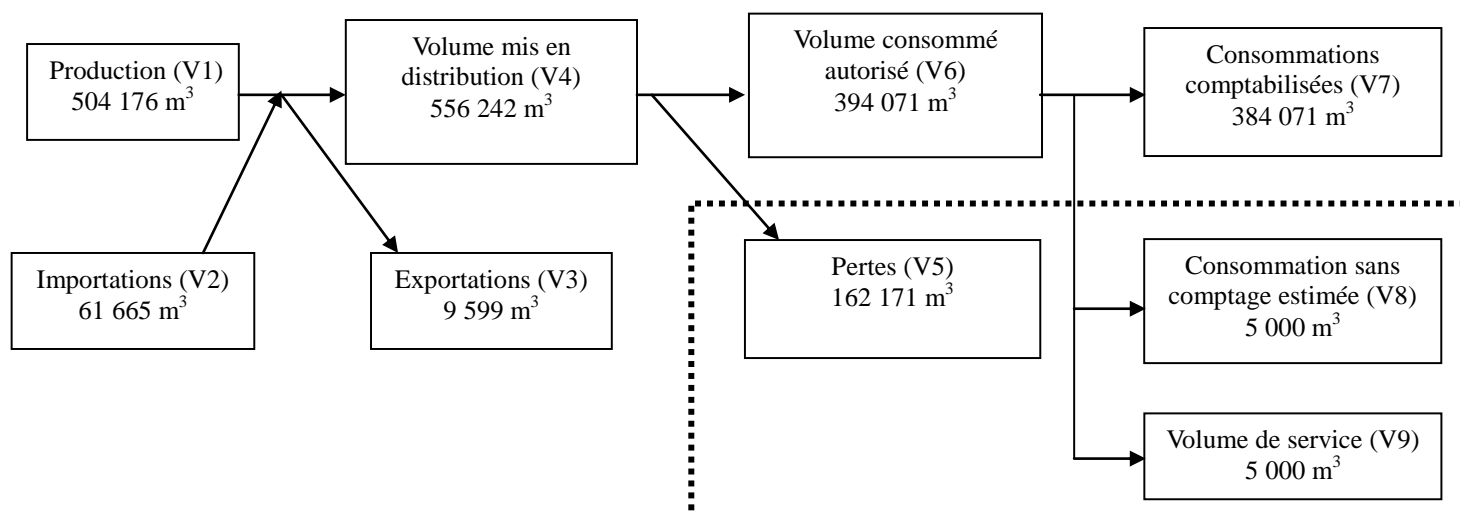 Production (V1)
504 176 m³
Volume mis en
distribution (V4)
556 242 m³
Volume consommé
autorisé (V6)
394 071 m³
Consommations
comptabilisées (V7)
384 071 m³
Importations (V2)
61 665 m³
Exportations (V3)
9 599 m³
Pertes (V5)
162 171 m³
Consommation sans
comptage estimée (V8)
5 000 m³
Volume de service (V9)
5 000 m³